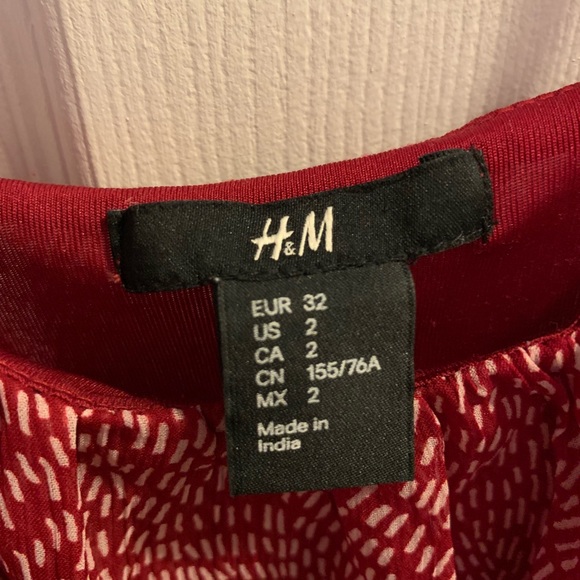 H&M
EUR 32
US 2
CA 2
CN 155/76A
MX 2
Made in
India